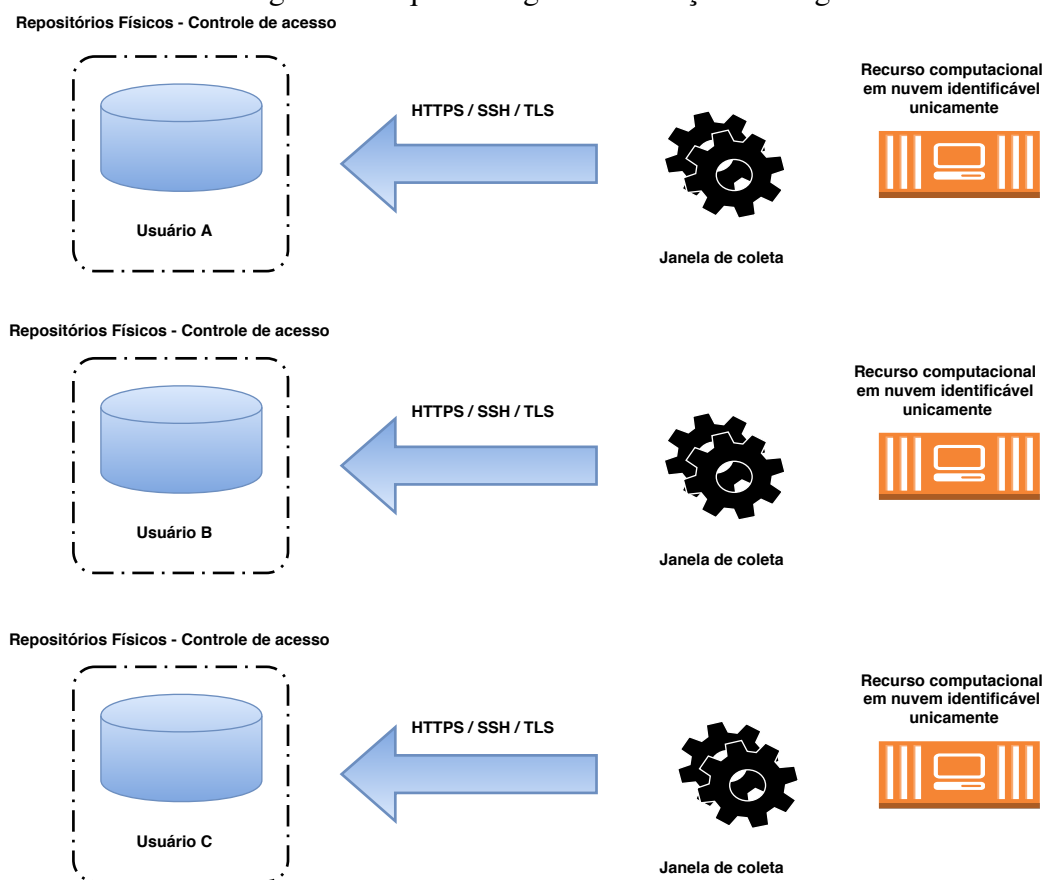 Repositórios Físicos - Controle de acesso
HTTPS / SSH / TLS
Recurso computacional
em nuvem identificável
unicamente
Usuário A
Janela de coleta
Repositórios Físicos - Controle de acesso
HTTPS / SSH / TLS
Recurso computacional
em nuvem identificável
unicamente
Usuário B
Janela de coleta
Repositórios Físicos - Controle de acesso
HTTPS / SSH / TLS
Recurso computacional
em nuvem identificável
unicamente
Usuário C
Janela de coleta